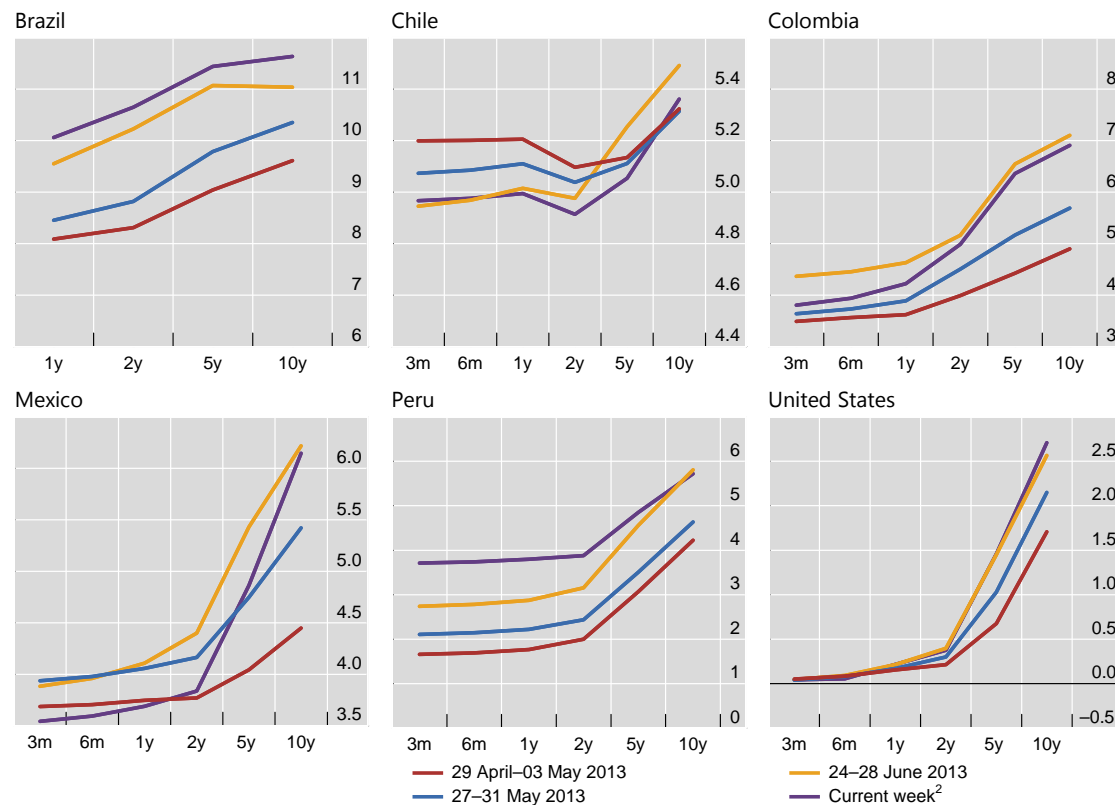 Brazil
11
10
9
8
7
6
1y 2y 5y 10y
Chile
5.4
5.2
5.0
4.8
4.6
4.4
3m 6m 1y 2y 5y 10y
Colombia
8
7
6
5
4
3
3m 6m 1y 2y 5y 10y
Mexico
6.0
5.5
5.0
4.5
4.0
3.5
3m 6m 1y 2y 5y 10y
Peru
6
5
4
3
2
1
0
3m 6m 1y 2y 5y 10y
United States
2.5
2.0
1.5
1.0
0.5
0.0
–0.5
3m 6m 1y 2y 5y 10y
29 April–03 May 2013
27–31 May 2013
24–28 June 2013
Current week²